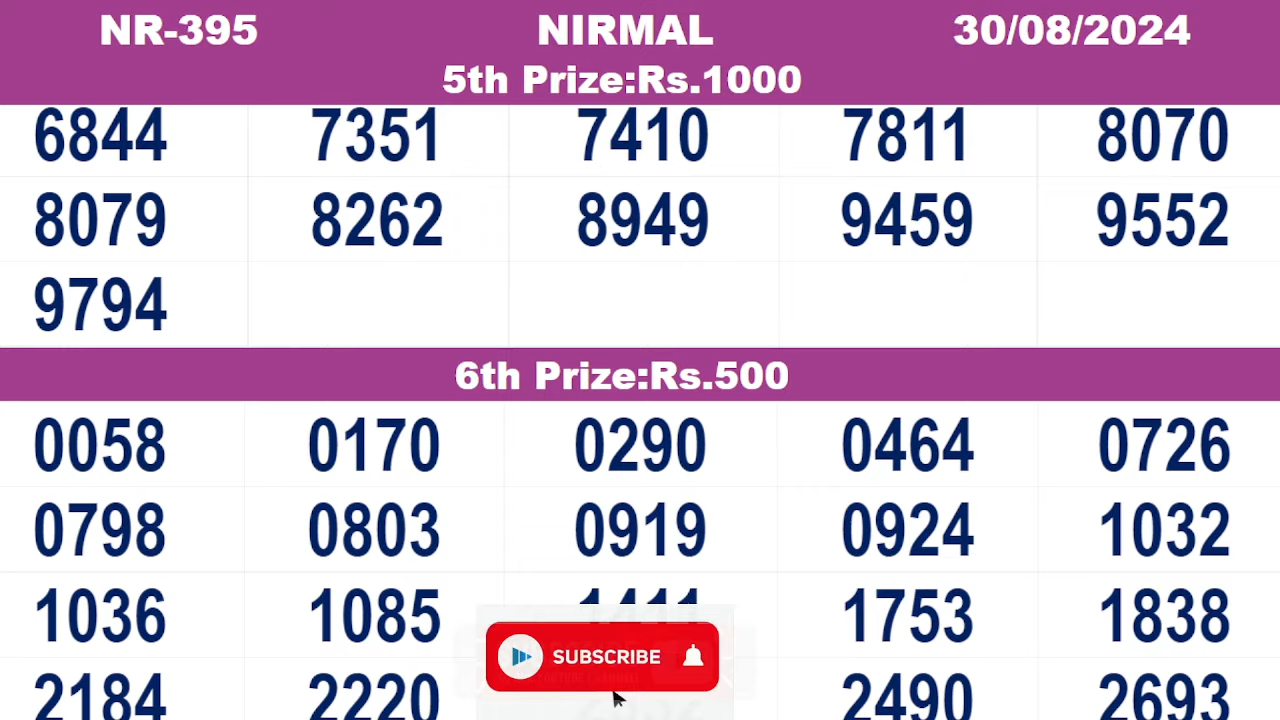 NR-395 NIRMAL 30/08/2024
5th Prize:Rs.1000
6844 7351 7410 7811 8070
8079 8262 8949 9459 9552
9794
6th Prize:Rs.500
0058 0170 0290 0464 0726
0798 0803 0919 0924 1032
1036 1085 1753 1838
SUBSCRIBE
2184 2220 2490 2693